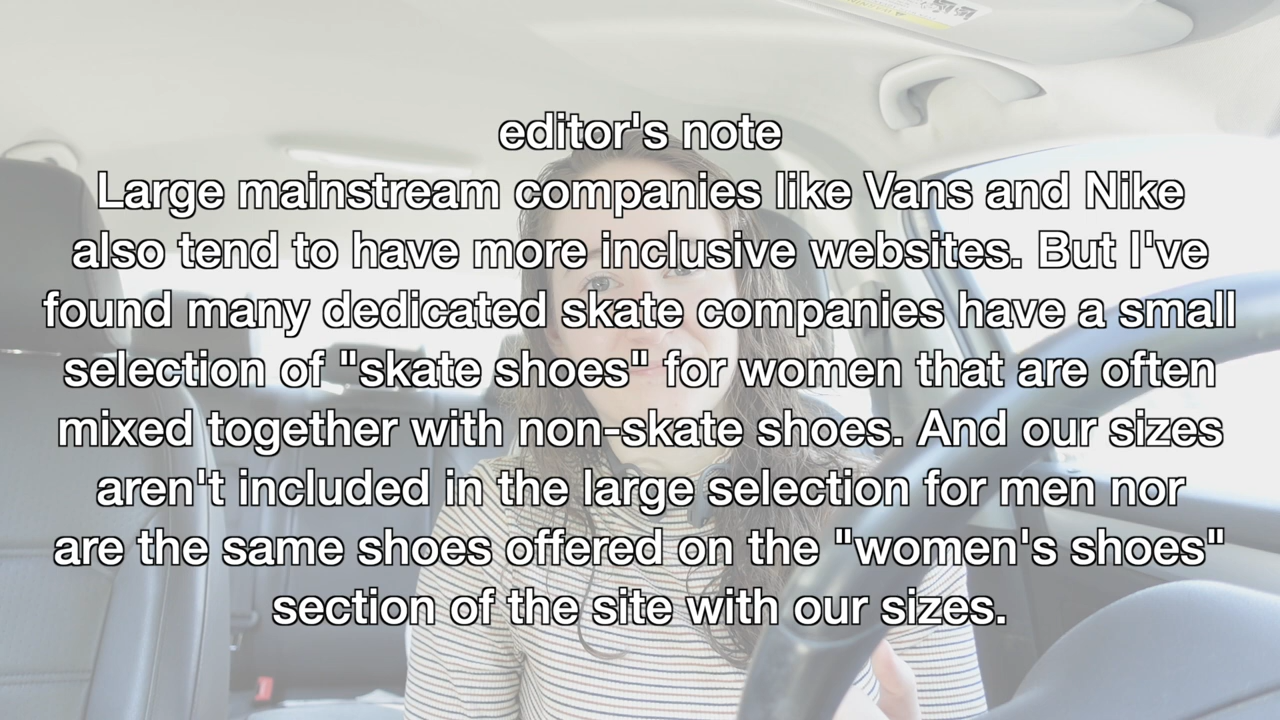 editor's note
Large mainstream companies like Vans and Nike
also tend to have more inclusive websites. But I've
found many dedicated skate companies have a small
selection of "skate shoes" for women that are often
mixed together with non-skate shoes. And our sizes
aren't included in the large selection for men nor
are the same shoes offered on the "women's shoes"
section of the site with our sizes.